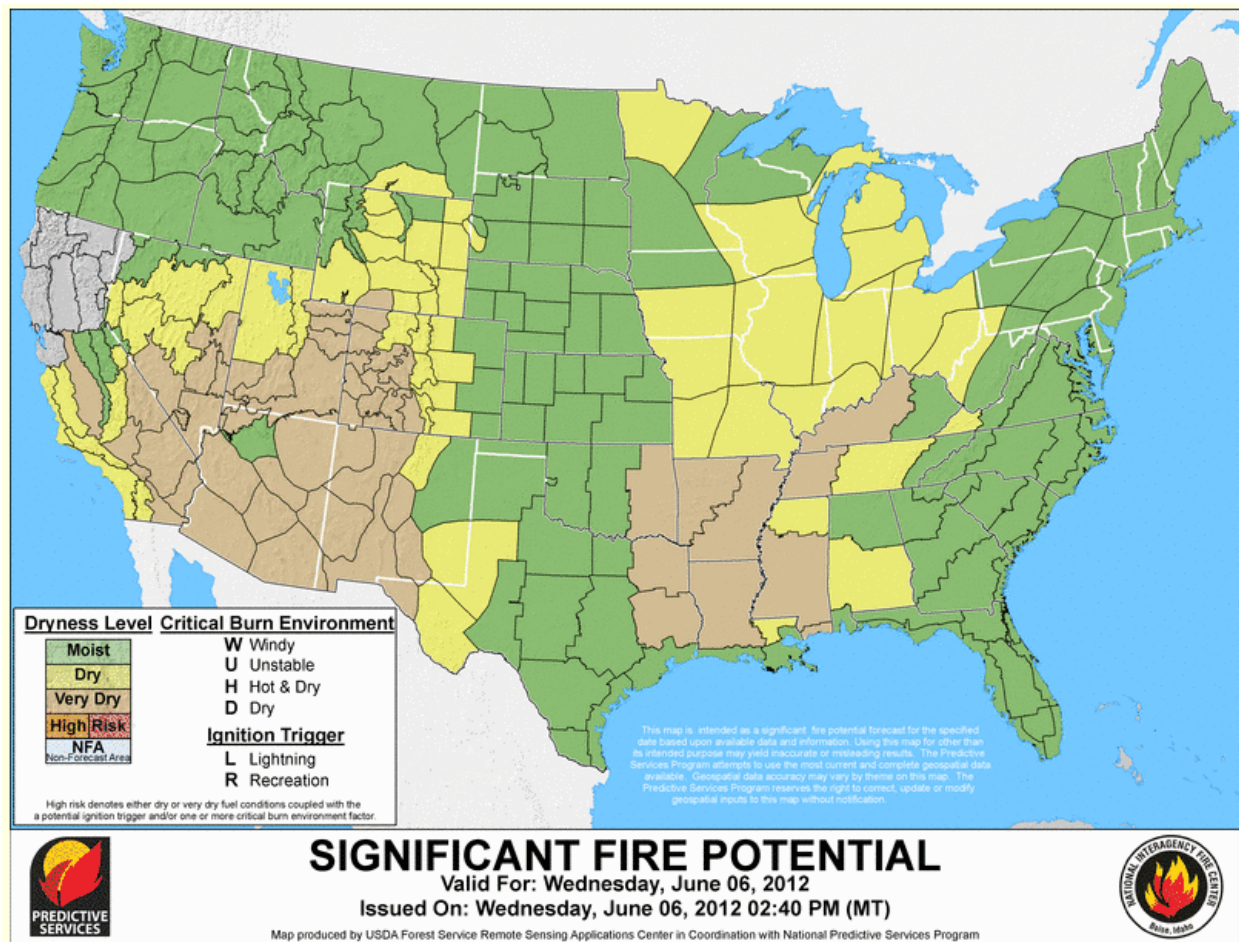 Dryness Level
Moist
Dry
Very Dry
High Risk
NFA
Non-Forecast Area
Critical Burn Environment
W Windy
U Unstable
H Hot & Dry
D Dry
Ignition Trigger
L Lightning
R Recreation
High risk denotes either dry or very dry fuel conditions coupled with the
a potential ignition trigger and/or one or more critical burn environment factor.
This map is intended as a significant fire potential forecast for the specified
date based upon available data and information. Using this map for other than
its intended purpose may yield inaccurate or misleading results. The Predictive
Services Program attempts to use the most current and complete geospatial data
available. Geospatial data accuracy may vary by theme on this map. The
Predictive Services Program reserves the right to correct, update or modify
geospatial inputs to this map without notification.
PREDICTIVE
SERVICES
SIGNIFICANT FIRE POTENTIAL
Valid For: Wednesday, June 06, 2012
Issued On: Wednesday, June 06, 2012 02:40 PM (MT)
Map produced by USDA Forest Service Remote Sensing Applications Center in Coordination with National Predictive Services Program
NATIONAL INTERAGENCY FIRE CENTER
Boise, Idaho